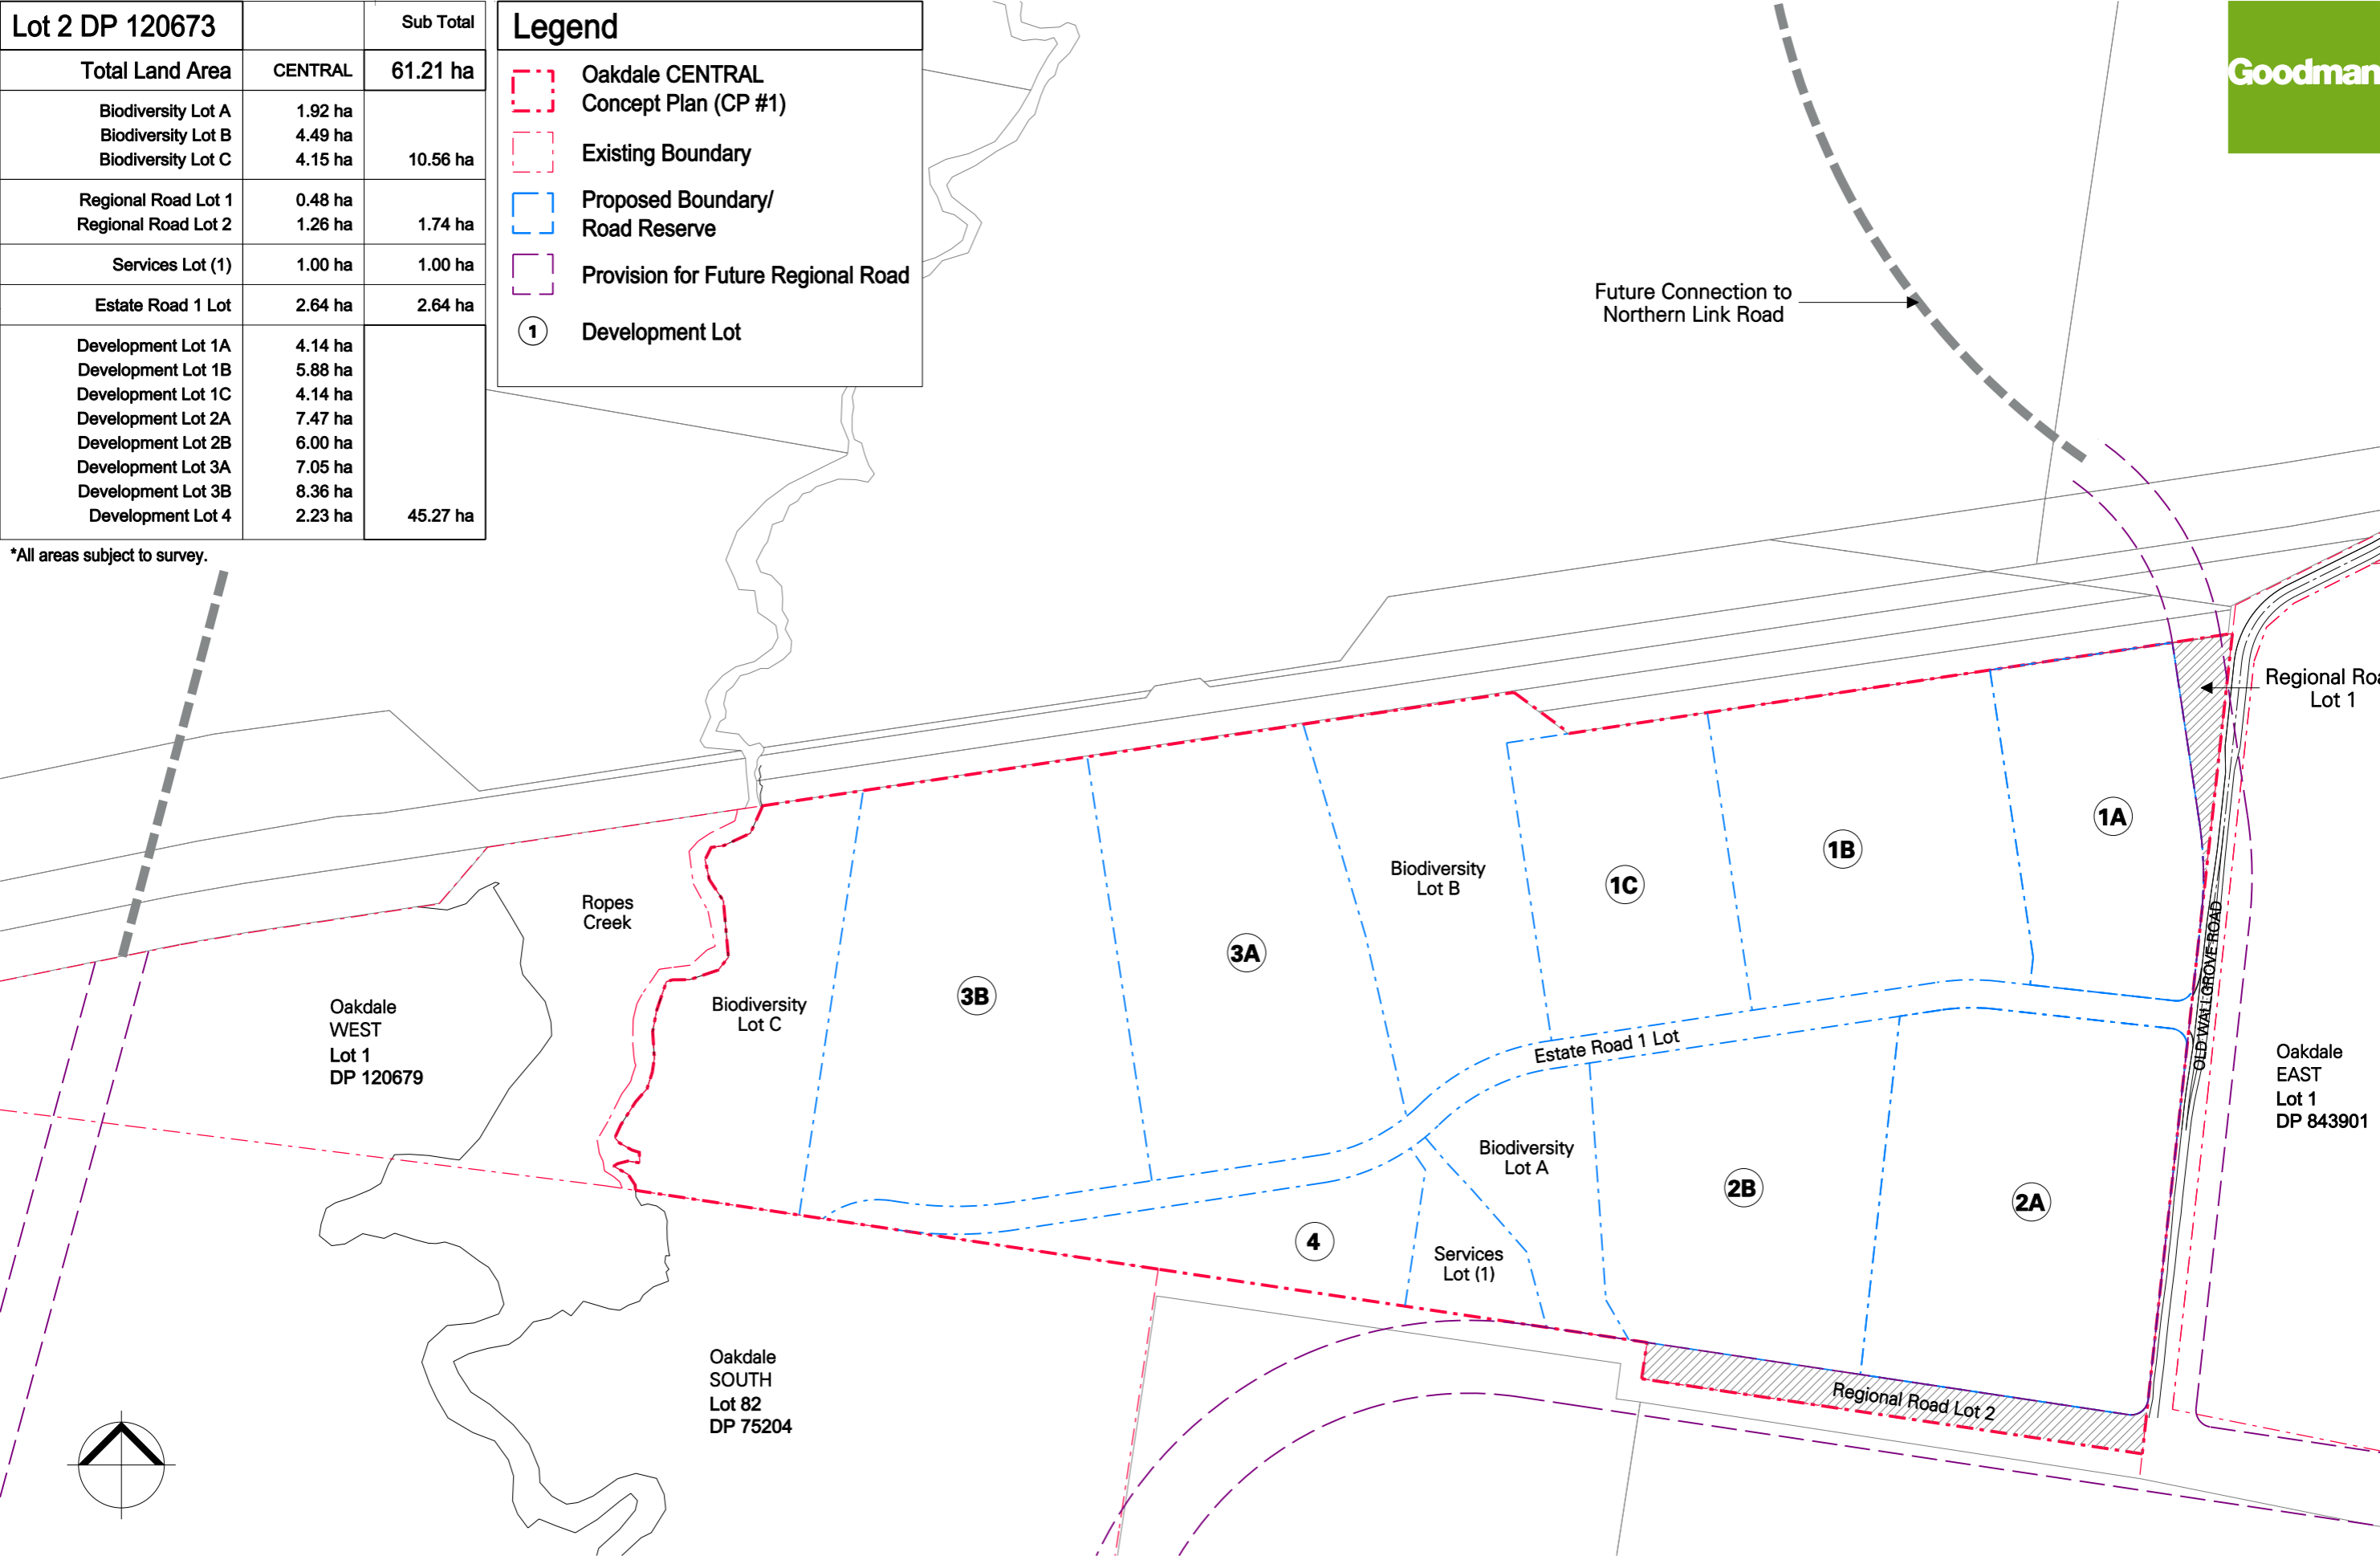 Lot 2 DP 120673 Sub Total
Total Land Area CENTRAL 61.21 ha
Biodiversity Lot A 1.92 ha
Biodiversity Lot B 4.49 ha
Biodiversity Lot C 4.15 ha 10.56 ha
Regional Road Lot 1 0.48 ha
Regional Road Lot 2 1.26 ha 1.74 ha
Services Lot (1) 1.00 ha 1.00 ha
Estate Road 1 Lot 2.64 ha 2.64 ha
Development Lot 1A 4.14 ha
Development Lot 1B 5.88 ha
Development Lot 1C 4.14 ha
Development Lot 2A 7.47 ha
Development Lot 2B 6.00 ha
Development Lot 3A 7.05 ha
Development Lot 3B 8.36 ha
Development Lot 4 2.23 ha 45.27 ha
*All areas subject to survey.
Legend
Oakdale CENTRAL
Concept Plan (CP #1)
Existing Boundary
Proposed Boundary/
Road Reserve
Provision for Future Regional Road
1 Development Lot
Goodman
Future Connection to
Northern Link Road
Regional Roa
Lot 1
1A
1B
1C
Biodiversity
Lot B
3A
3B
Biodiversity
Lot C
Ropes
Creek
Oakdale
WEST
Lot 1
DP 120679
OLD WALLGROVE ROAD
Estate Road 1 Lot
Oakdale
EAST
Lot 1
DP 843901
Biodiversity
Lot A
2B
2A
4
Services
Lot (1)
Oakdale
SOUTH
Lot 82
DP 75204
Regional Road Lot 2